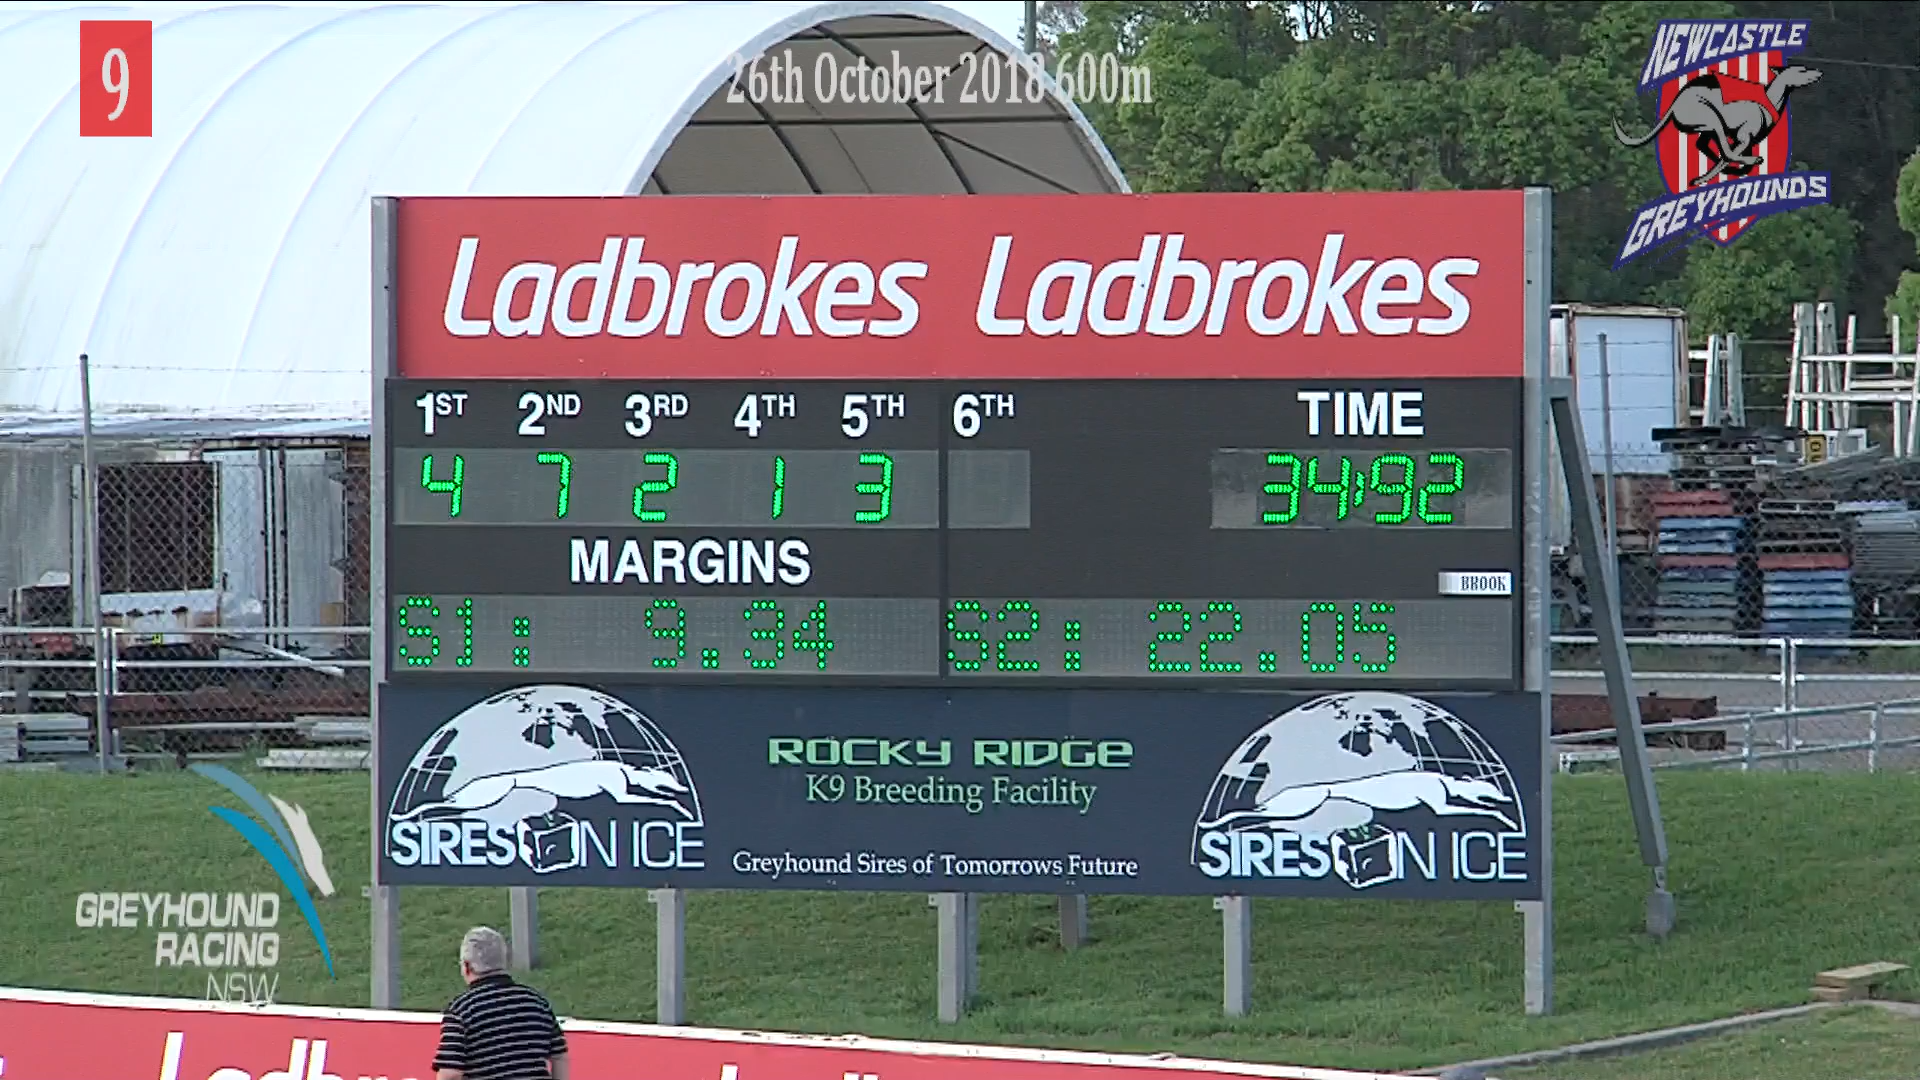 9
26th October 2018 600m
NEWCASTLE
GREYHOUNDS
Ladbrokes Ladbrokes
1ST 2ND 3RD 4TH 5TH 6TH TIME
4 7 2 1 3 34:92
MARGINS
BROOK
S1: 9.34 S2: 22.05
ROCKY RIDGE
K9 Breeding Facility
SIRES ON ICE
Greyhound Sires of Tomorrows Future
SIRES ON ICE
GREYHOUND
RACING
NSW